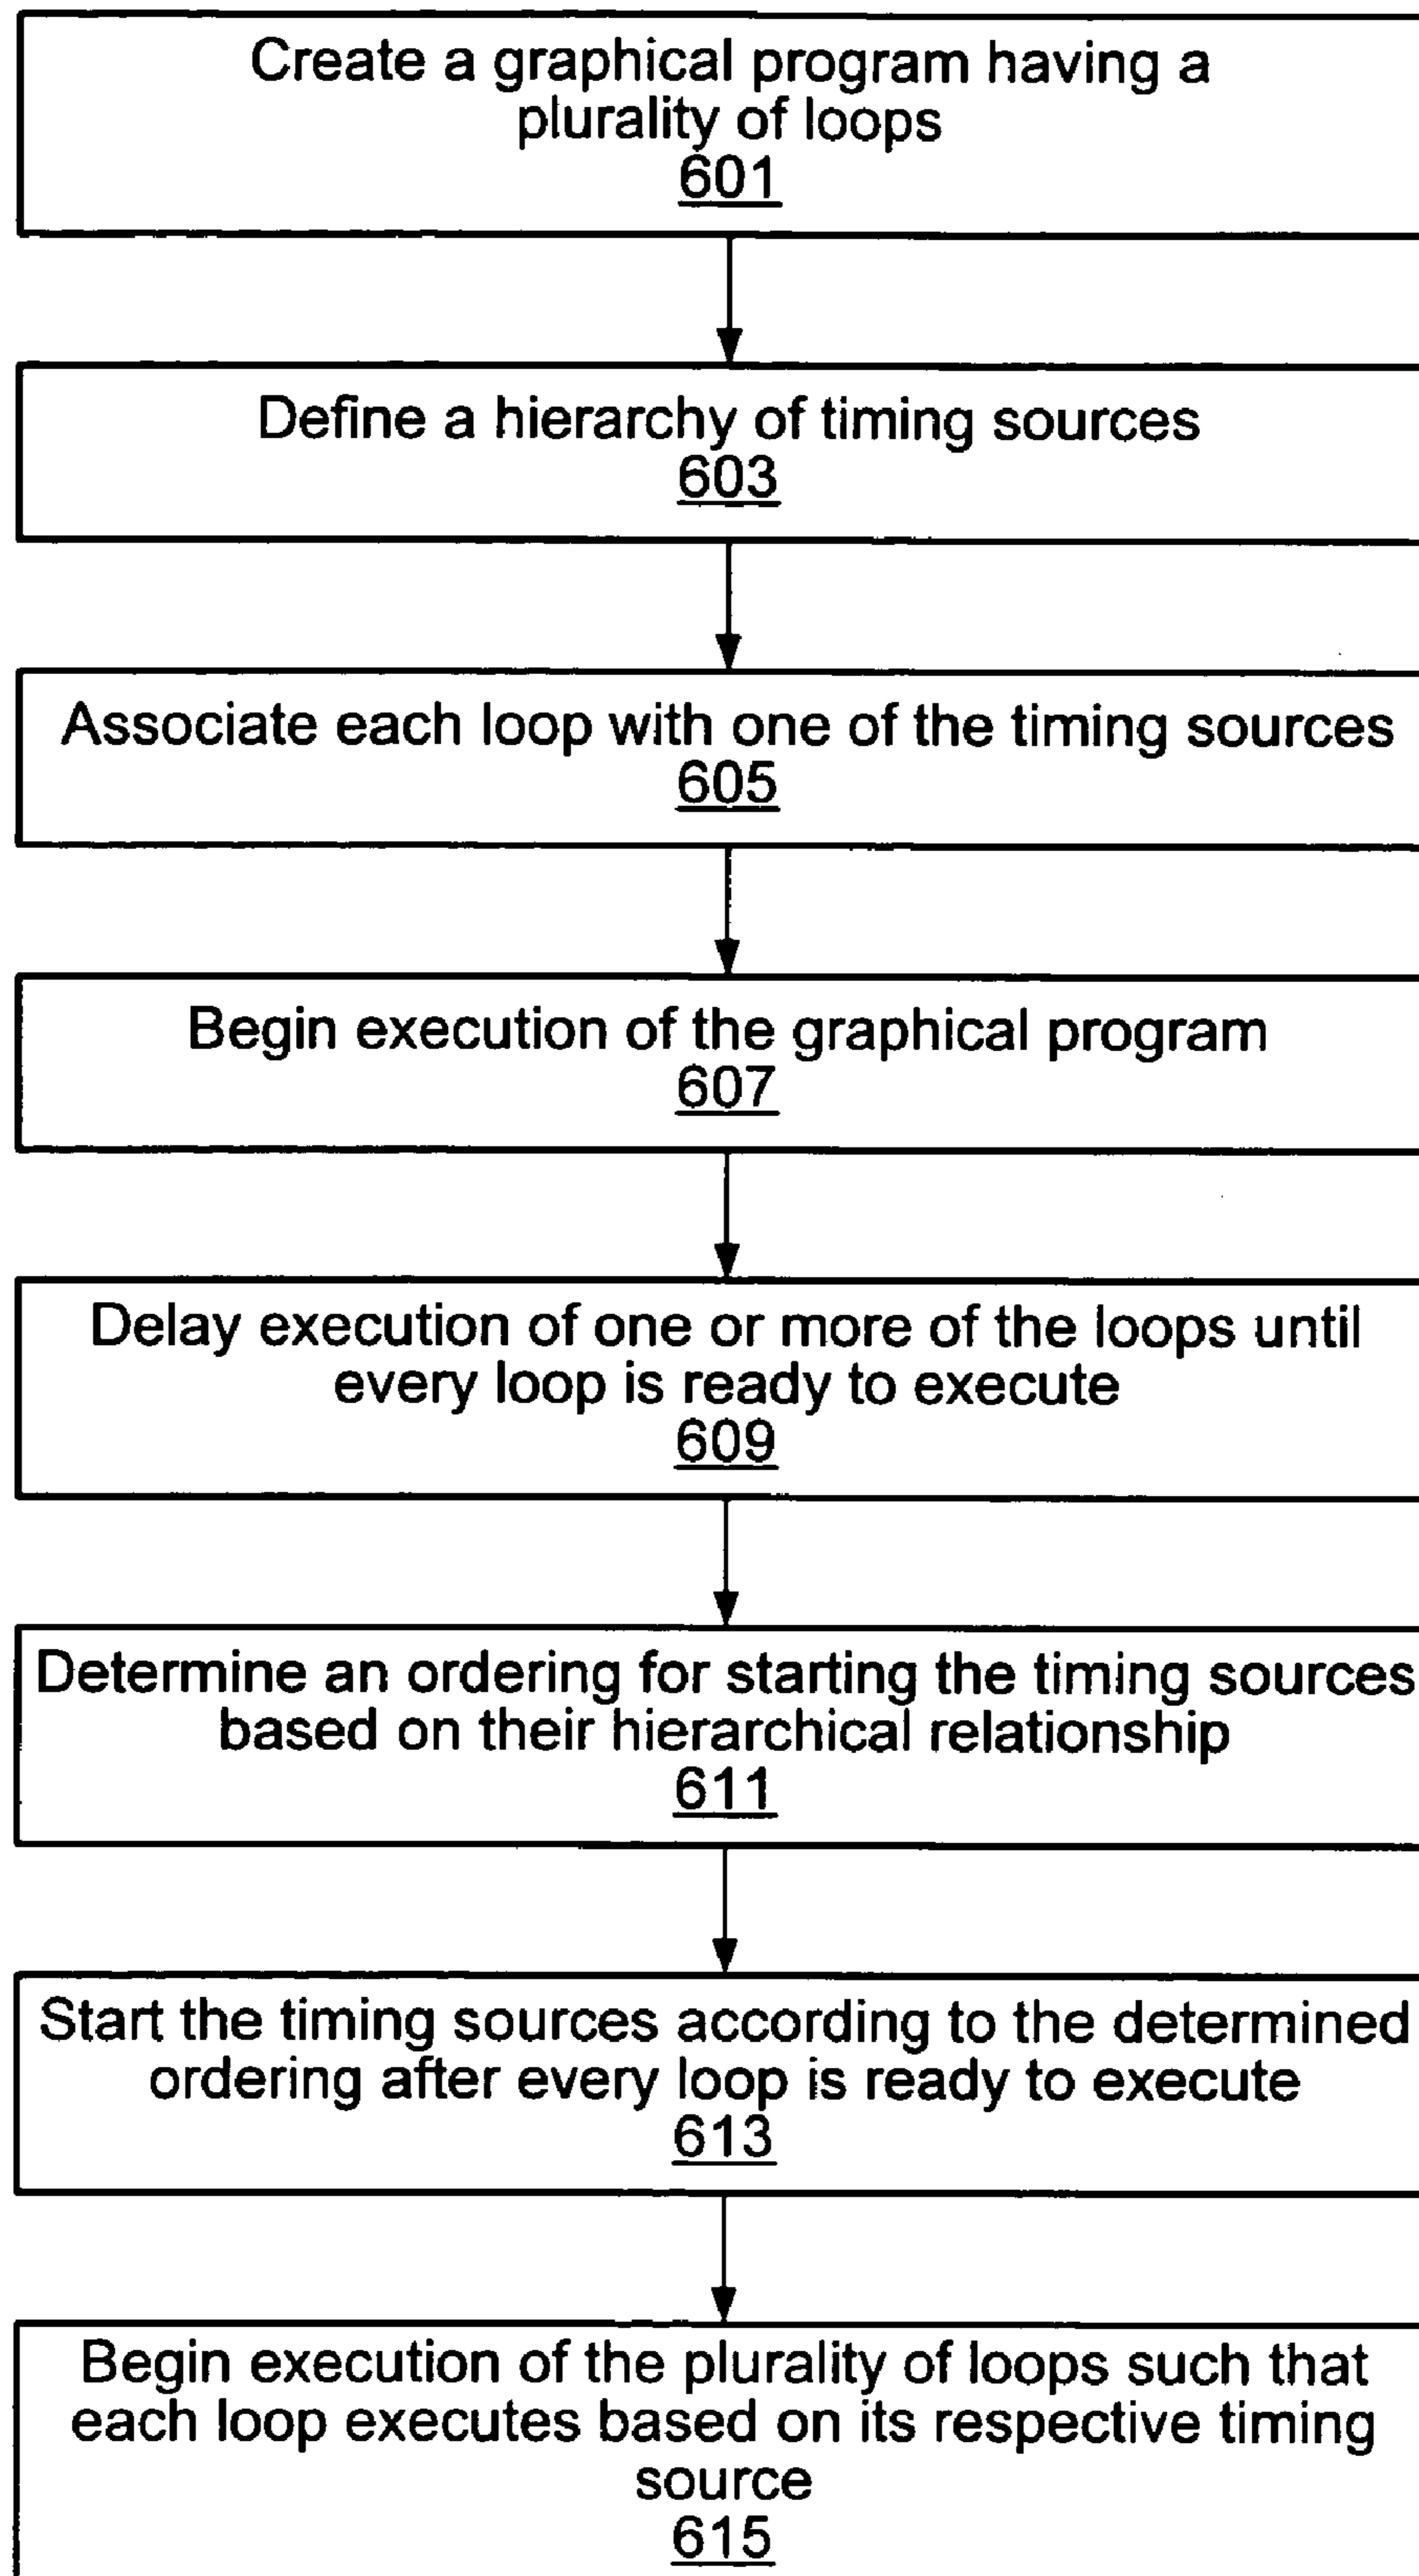 Create a graphical program having a
plurality of loops
601
Define a hierarchy of timing sources
603
Associate each loop with one of the timing sources
605
Begin execution of the graphical program
607
Delay execution of one or more of the loops until
every loop is ready to execute
609
Determine an ordering for starting the timing sources
based on their hierarchical relationship
611
Start the timing sources according to the determined
ordering after every loop is ready to execute
613
Begin execution of the plurality of loops such that
each loop executes based on its respective timing
source
615